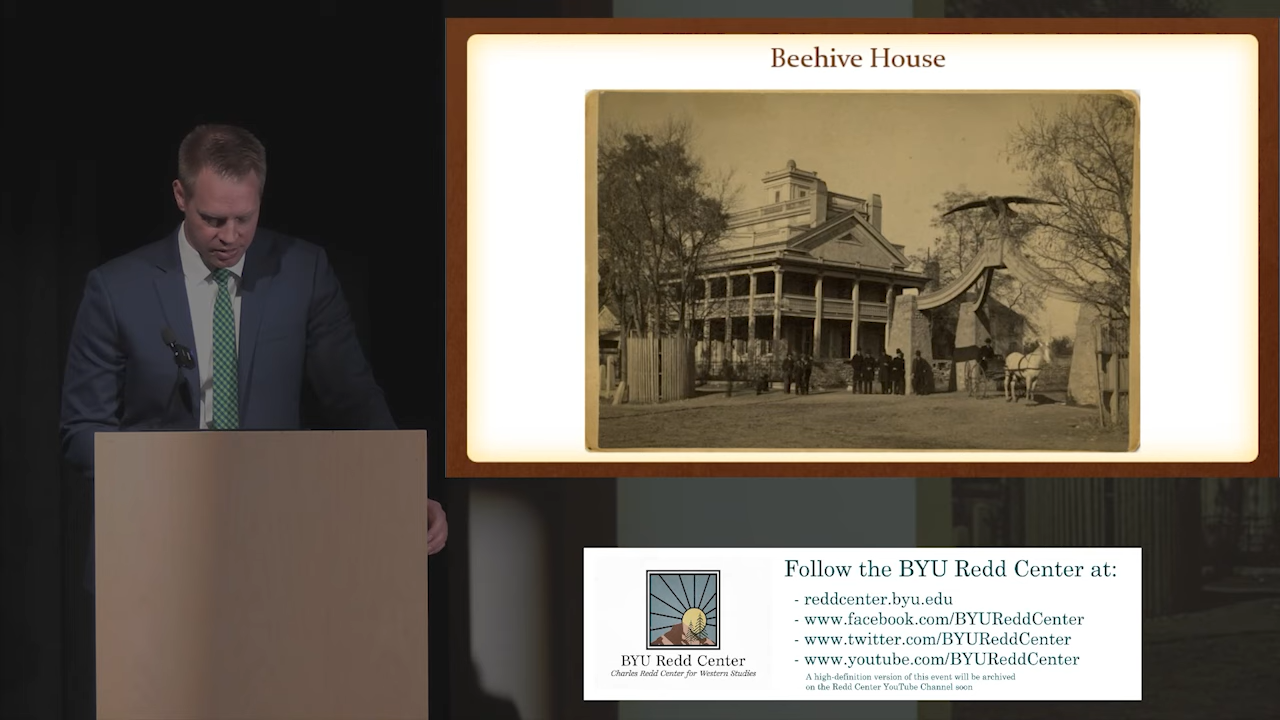 Beehive House
Follow the BYU Redd Center at:
- reddcenter.byu.edu
- www.facebook.com/BYUReddCenter
- www.twitter.com/BYUReddCenter
- www.youtube.com/BYUReddCenter
A high-definition version of this event will be archived
on the Redd Center YouTube Channel soon
BYU Redd Center
Charles Redd Center for Western Studies